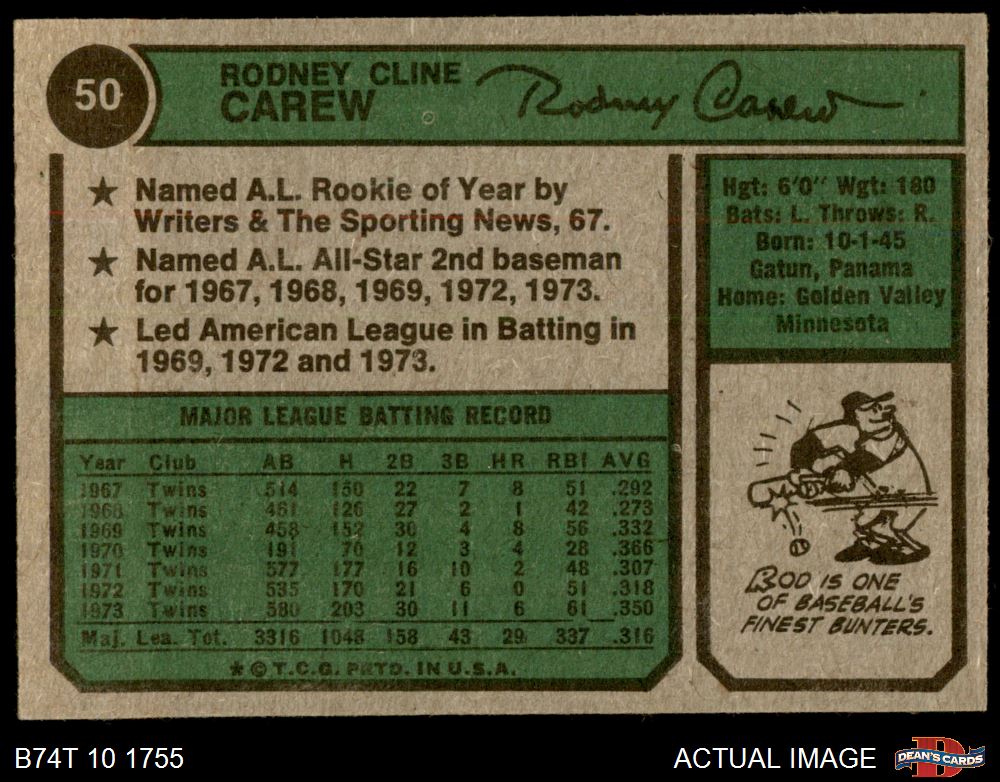 50
RODNEY CLINE
CAREW
Rodney Carew
★ Named A.L. Rookie of Year by
Writers & The Sporting News, 67.
★ Named A.L. All-Star 2nd baseman
for 1967, 1968, 1969, 1972, 1973.
★ Led American League in Batting in
1969, 1972 and 1973.
Hgt: 6'0" Wgt: 180
Bats: L. Throws: R.
Born: 10-1-45
Gatun, Panama
Home: Golden Valley
Minnesota
MAJOR LEAGUE BATTING RECORD
Year Club AB H 2B 3B HR RBI AVG
1967 Twins 514 150 22 7 8 51 .292
1968 Twins 461 126 27 2 1 42 .273
1969 Twins 458 152 30 4 8 56 .332
1970 Twins 191 70 12 3 4 28 .366
1971 Twins 577 177 16 10 2 48 .307
1972 Twins 535 170 21 6 0 51 .318
1973 Twins 580 203 30 11 6 61 .350
Maj. Lea. Tot. 3316 1048 158 43 29 337 .316
★ © T.C.G. PRTD. IN U.S.A.
ROD IS ONE
OF BASEBALL'S
FINEST BUNTERS.
B74T 10 1755
ACTUAL IMAGE
DEAN'S CARDS